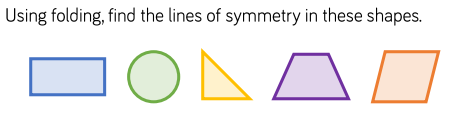 Using folding, find the lines of symmetry in these shapes.